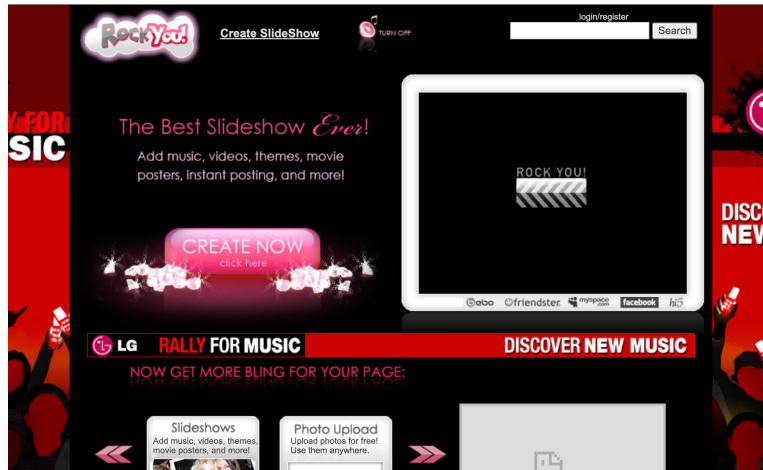 login/register
RockYou!
Create SlideShow
TURN OFF
Search
The Best Slideshow Ever!
Add music, videos, themes, movie
posters, instant posting, and more!
CREATE NOW
click here
ROCK YOU!
bebo friendster. myspace.com facebook hi5
Y FOR
SIC
DISC
NEW
LG RALLY FOR MUSIC DISCOVER NEW MUSIC
NOW GET MORE BLING FOR YOUR PAGE:
Slideshows
Add music, videos, themes,
movie posters, and more!
Photo Upload
Upload photos for free!
Use them anywhere.